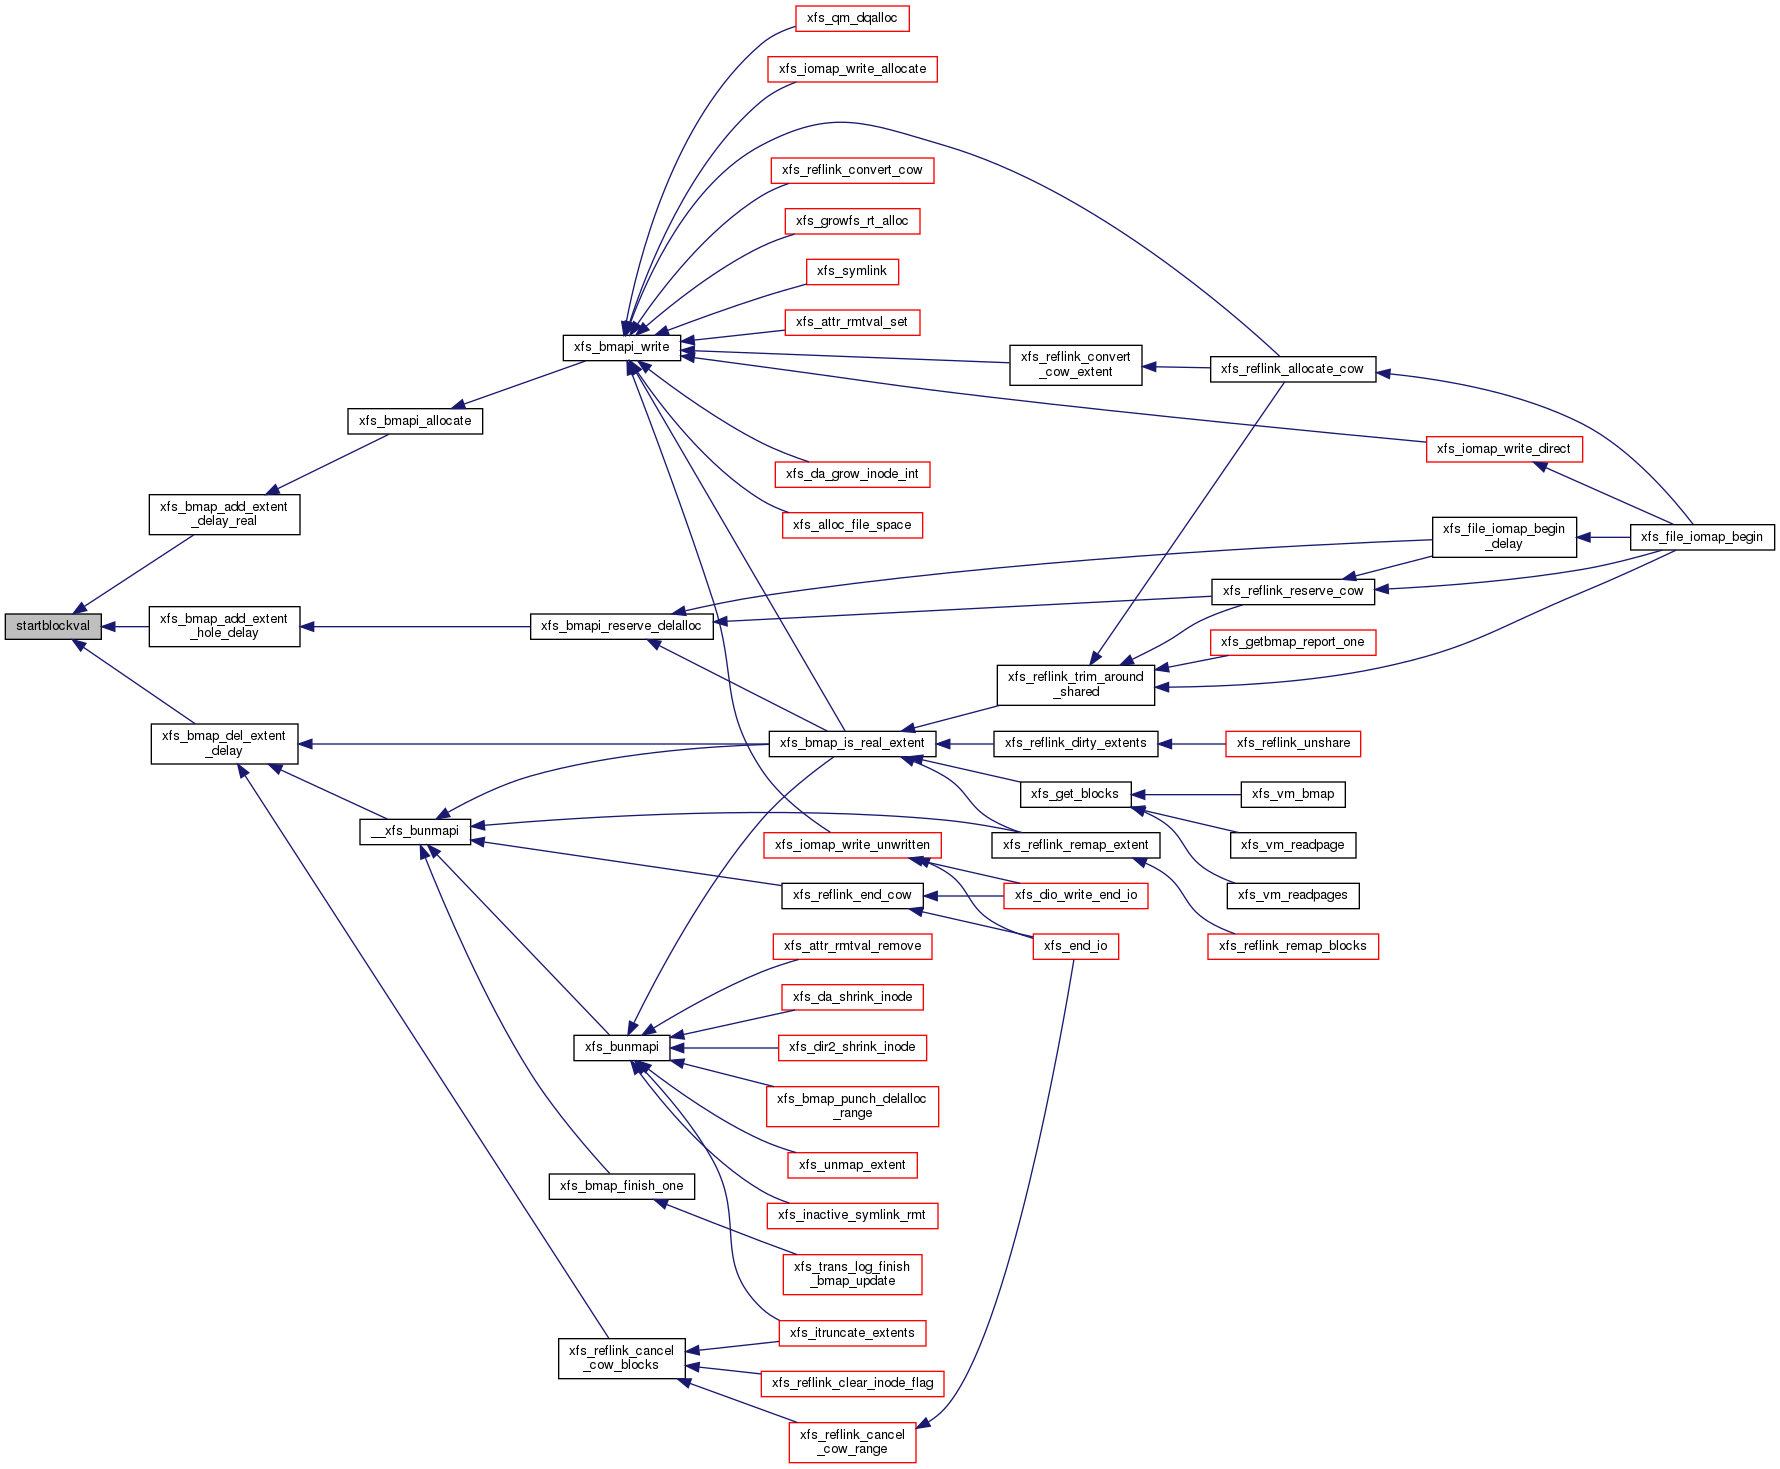 xfs_qm_dqalloc
xfs_iomap_write_allocate
xfs_reflink_convert_cow
xfs_growfs_rt_alloc
xfs_symlink
xfs_attr_rmtval_set
xfs_bmapi_write
xfs_reflink_convert
_cow_extent
xfs_reflink_allocate_cow
xfs_bmapi_allocate
xfs_iomap_write_direct
xfs_da_grow_inode_int
xfs_bmap_add_extent
_delay_real
xfs_alloc_file_space
xfs_file_iomap_begin
_delay
xfs_file_iomap_begin
xfs_reflink_reserve_cow
startblockval
xfs_bmap_add_extent
_hole_delay
xfs_bmapi_reserve_delalloc
xfs_getbmap_report_one
xfs_reflink_trim_around
_shared
xfs_bmap_del_extent
_delay
xfs_bmap_is_real_extent
xfs_reflink_dirty_extents
xfs_reflink_unshare
xfs_get_blocks
xfs_vm_bmap
__xfs_bunmapi
xfs_iomap_write_unwritten
xfs_reflink_remap_extent
xfs_vm_readpage
xfs_reflink_end_cow
xfs_dio_write_end_io
xfs_vm_readpages
xfs_attr_rmtval_remove
xfs_end_io
xfs_reflink_remap_blocks
xfs_da_shrink_inode
xfs_bunmapi
xfs_dir2_shrink_inode
xfs_bmap_punch_delalloc
_range
xfs_unmap_extent
xfs_bmap_finish_one
xfs_inactive_symlink_rmt
xfs_trans_log_finish
_bmap_update
xfs_itruncate_extents
xfs_reflink_cancel
_cow_blocks
xfs_reflink_clear_inode_flag
xfs_reflink_cancel
_cow_range